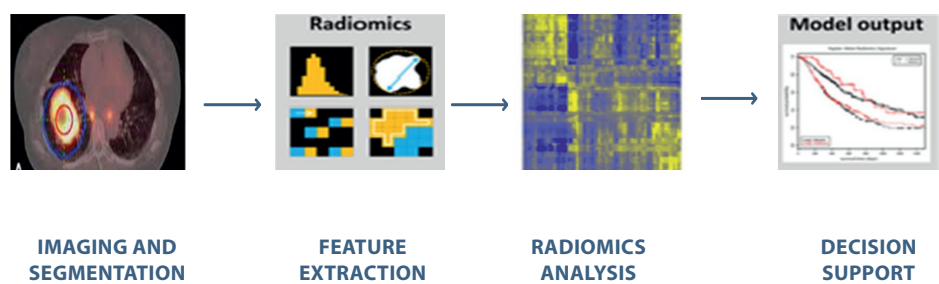 Radiomics
Model output
A
IMAGING AND
SEGMENTATION
FEATURE
EXTRACTION
RADIOMICS
ANALYSIS
DECISION
SUPPORT